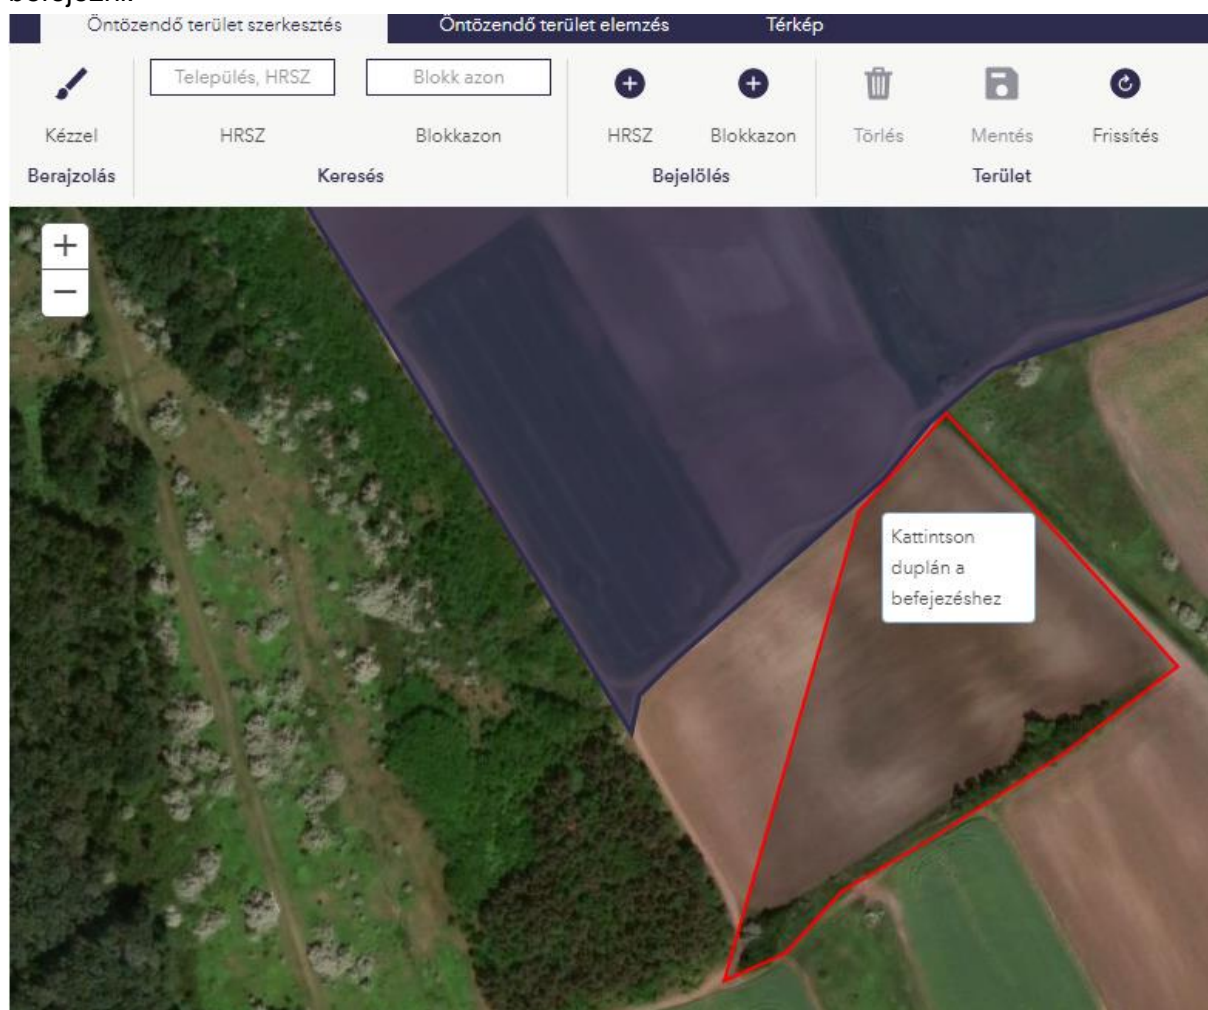 befejezni.
Öntözendő terület szerkesztés Öntözendő terület elemzés Térkép
Település, HRSZ Blokk azon
Kézzel HRSZ Blokkazon HRSZ Blokkazon Törlés Mentés Frissítés
Berajzolás Keresés Bejelölés Terület
Kattintson
duplán a
befejezéshez